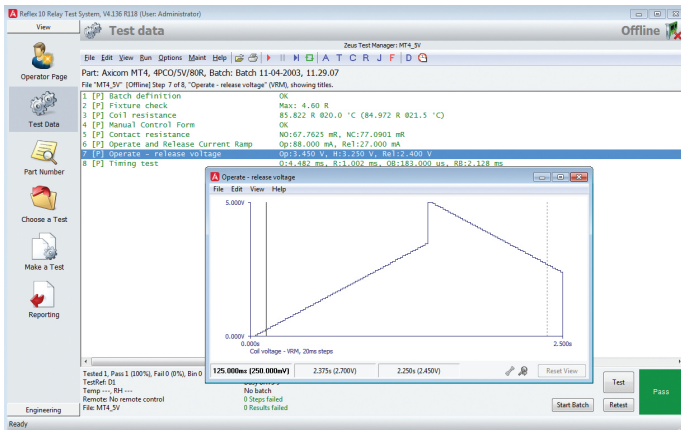 Reflex 10 Relay Test System, V4.136 R118 (User: Administrator)
View
Test data
Offline
Zeus Test Manager: MT4_5V
File Edit View Run Options Maint Help A T C R J F D
Operator Page
Part: Axicom MT4, 4PCO/5V/80R, Batch: Batch 11-04-2003, 11.29.07
File "MT4_5V" [Offline] Step 7 of 8, "Operate - release voltage" (VRM), showing titles.
1 [P] Batch definition OK
2 [P] Fixture check Max: 4.60 R
3 [P] Coil resistance 85.822 R @20.0 °C (84.972 R @21.5 °C)
4 [P] Manual Control Form OK
5 [P] Contact resistance NO:67.7625 mR, NC:77.0901 mR
6 [P] Operate and Release Current Ramp Op:88.000 mA, Rel:27.000 mA
7 [P] Operate - release voltage Op:3.450 V, H:3.250 V, Rel:2.400 V
8 [P] Timing test O:4.482 ms, R:1.002 ms, OB:183.000 us, RB:2.128 ms
Test Data
Part Number
Choose a Test
Make a Test
Reporting
Engineering
Operate - release voltage
File Edit View Help
5.000V
0.000V
0.000s 2.500s
Coil voltage - VRM, 20ms steps
125.000ms (250.000mV) 2.375s (2.700V) 2.250s (2.450V) Reset View
Tested 1, Pass 1 (100%), Fail 0 (0%), Bin 0
TestRef: D1
Temp ---, RH --- No batch
Remote: No remote control 0 Steps failed
File: MT4_5V 0 Results failed
Start Batch
Test
Retest
Pass
Ready